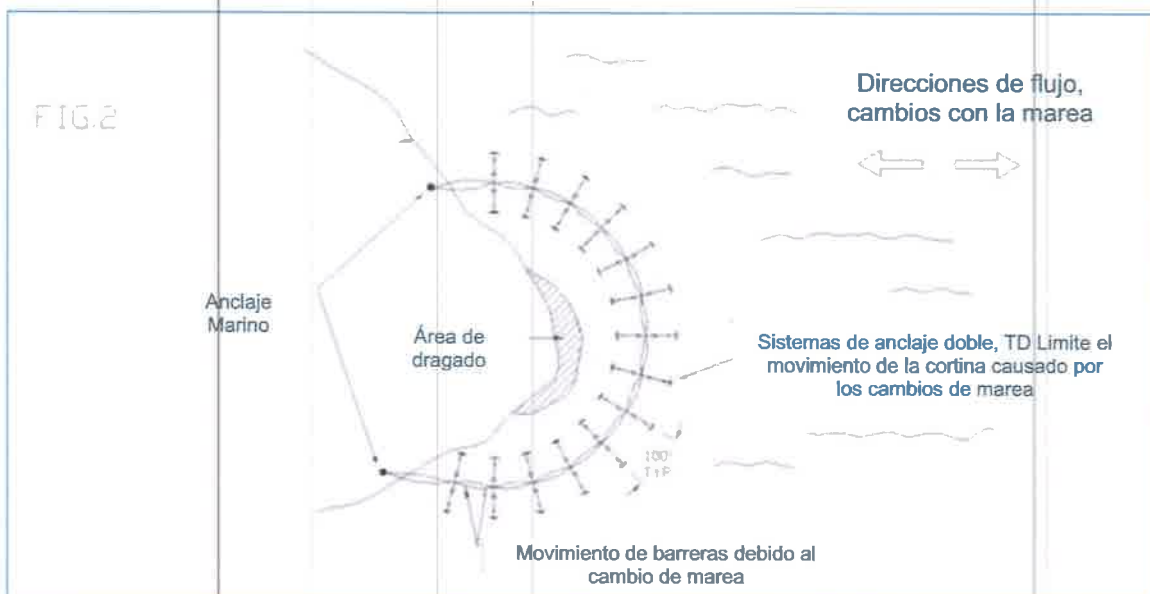 FIG.2
Direcciones de flujo,
cambios con la marea
Anclaje
Marino
Área de
dragado
Sistemas de anclaje doble, TD Limite el
movimiento de la cortina causado por
los cambios de marea
100'
TYP
Movimiento de barreras debido al
cambio de marea